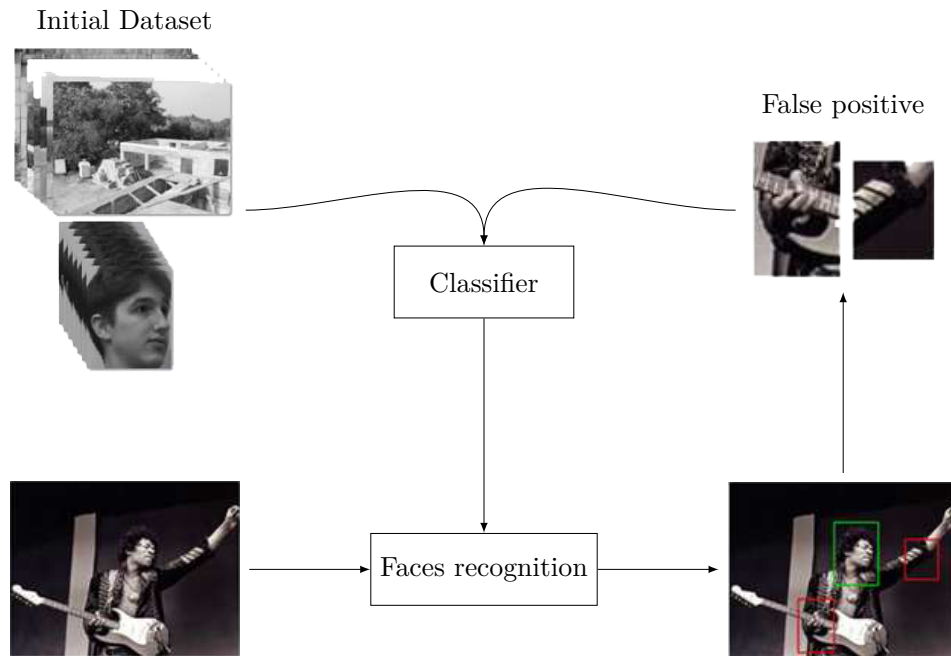 Initial Dataset
False positive
Classifier
Faces recognition